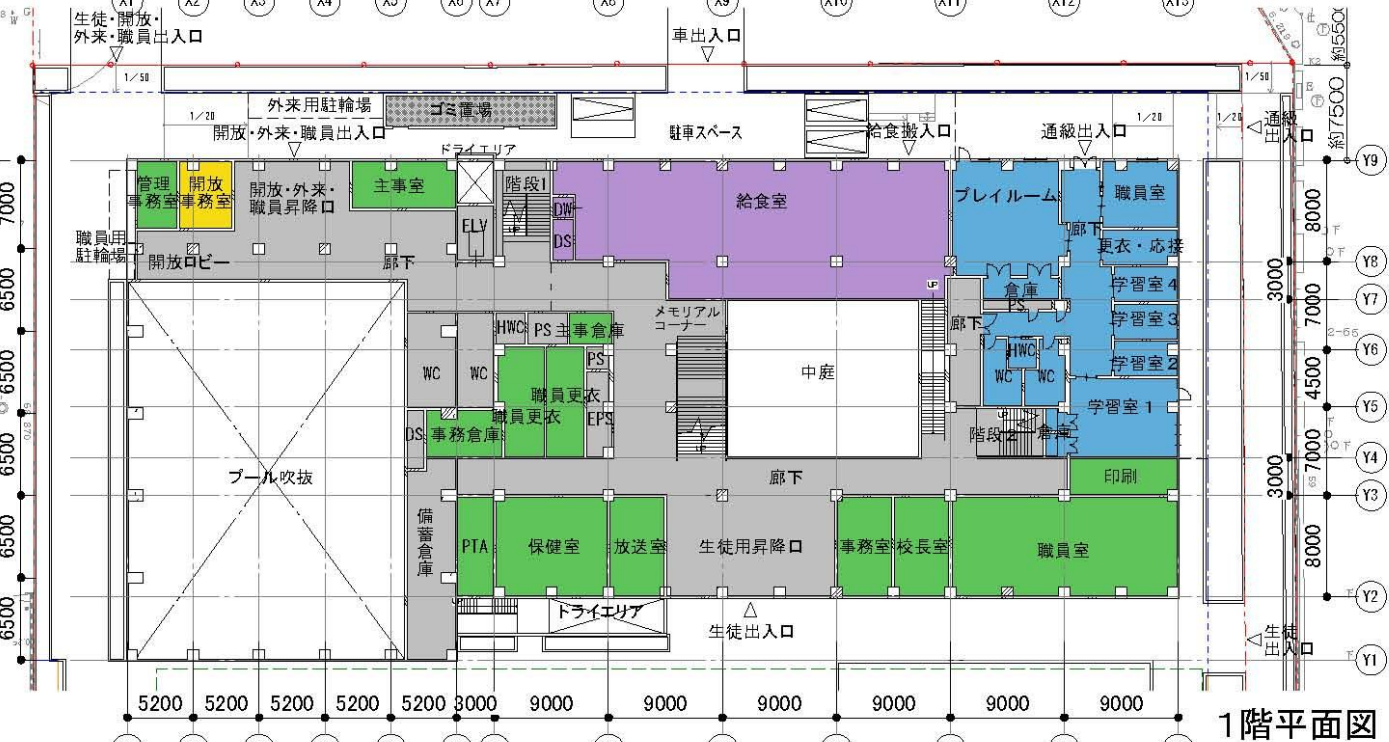 X1
X2
X3
X4
X5
X6
X7
X8
X9
X10
X11
X12
X13
生徒・開放・
外来・職員出入口
車出入口
約5500
1/50
1/50
外来用駐輪場
ゴミ置場
1/20
開放・外来・職員出入口
駐車スペース
給食搬入口
通級出入口
1/20
1/20
通級
出入口
約7500
ドライエリア
Y9
管理
事務室
開放
事務室
開放・外来・
職員昇降口
主事室
階段1
UP
ELV
DW
DS
給食室
プレイルーム
職員室
廊下
更衣・応接
職員用
駐輪場
開放ロビー
廊下
7000
8000
Y8
倉庫
PS
学習室4
UP
3000
Y7
メモリアル
コーナー
廊下
学習室3
HWC
PS
主事倉庫
6500
7000
Y6
PS
HWC
学習室2
WC
WC
中庭
WC
WC
職員更衣
職員更衣
学習室1
6500
4500
Y5
DS
事務倉庫
EPS
UP
階段2
UP
倉庫
6500
7000
Y4
プール吹抜
廊下
印刷
3000
Y3
備蓄倉庫
PTA
保健室
放送室
生徒用昇降口
事務室
校長室
職員室
6500
8000
Y2
ドライエリア
生徒出入口
生徒
出入口
6500
Y1
5200
5200
5200
5200
5200
3000
9000
9000
9000
9000
9000
9000
1階平面図